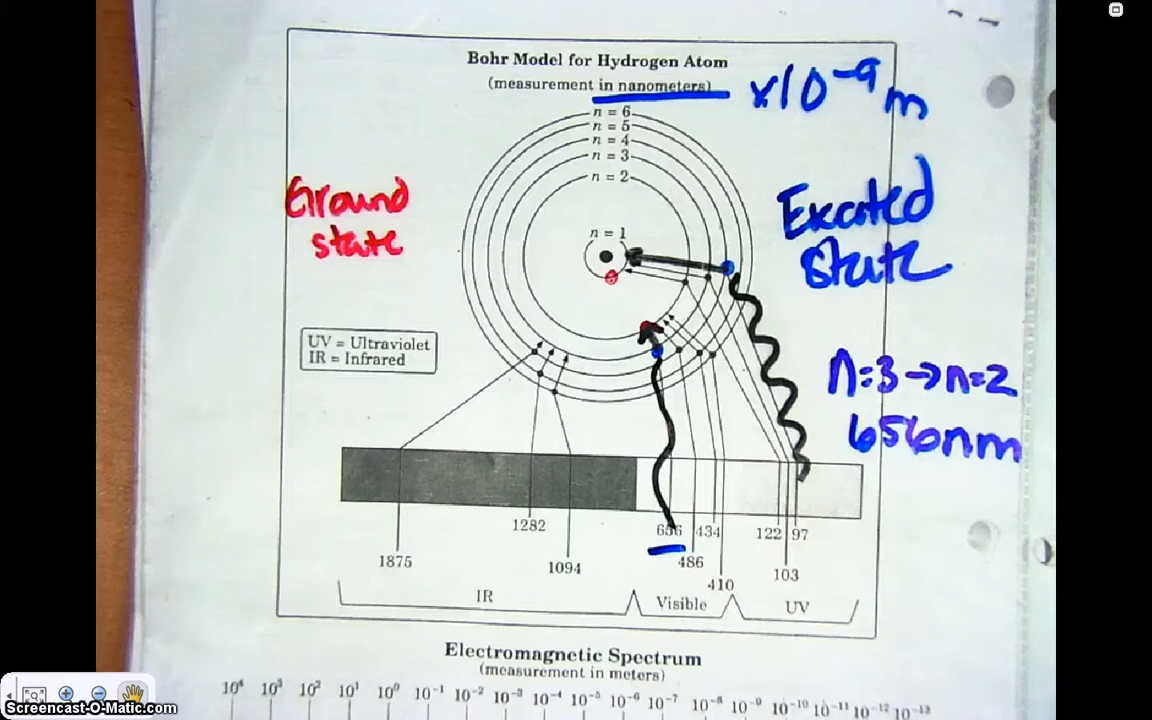 Bohr Model for Hydrogen Atom
(measurement in nanometers)
x10⁻⁹m
n = 6
n = 5
n = 4
n = 3
n = 2
n = 1
Ground
state
Excited
state
UV = Ultraviolet
IR = Infrared
n=3→n=2
656nm
1875
1282
1094
656
486
434
410
122
103
97
IR
Visible
UV
Electromagnetic Spectrum
(measurement in meters)
10⁴ 10³ 10² 10¹ 10⁰ 10⁻¹ 10⁻² 10⁻³ 10⁻⁴ 10⁻⁵ 10⁻⁶ 10⁻⁷ 10⁻⁸ 10⁻⁹ 10⁻¹⁰ 10⁻¹¹ 10⁻¹² 10⁻¹³
Screencast-O-Matic.com